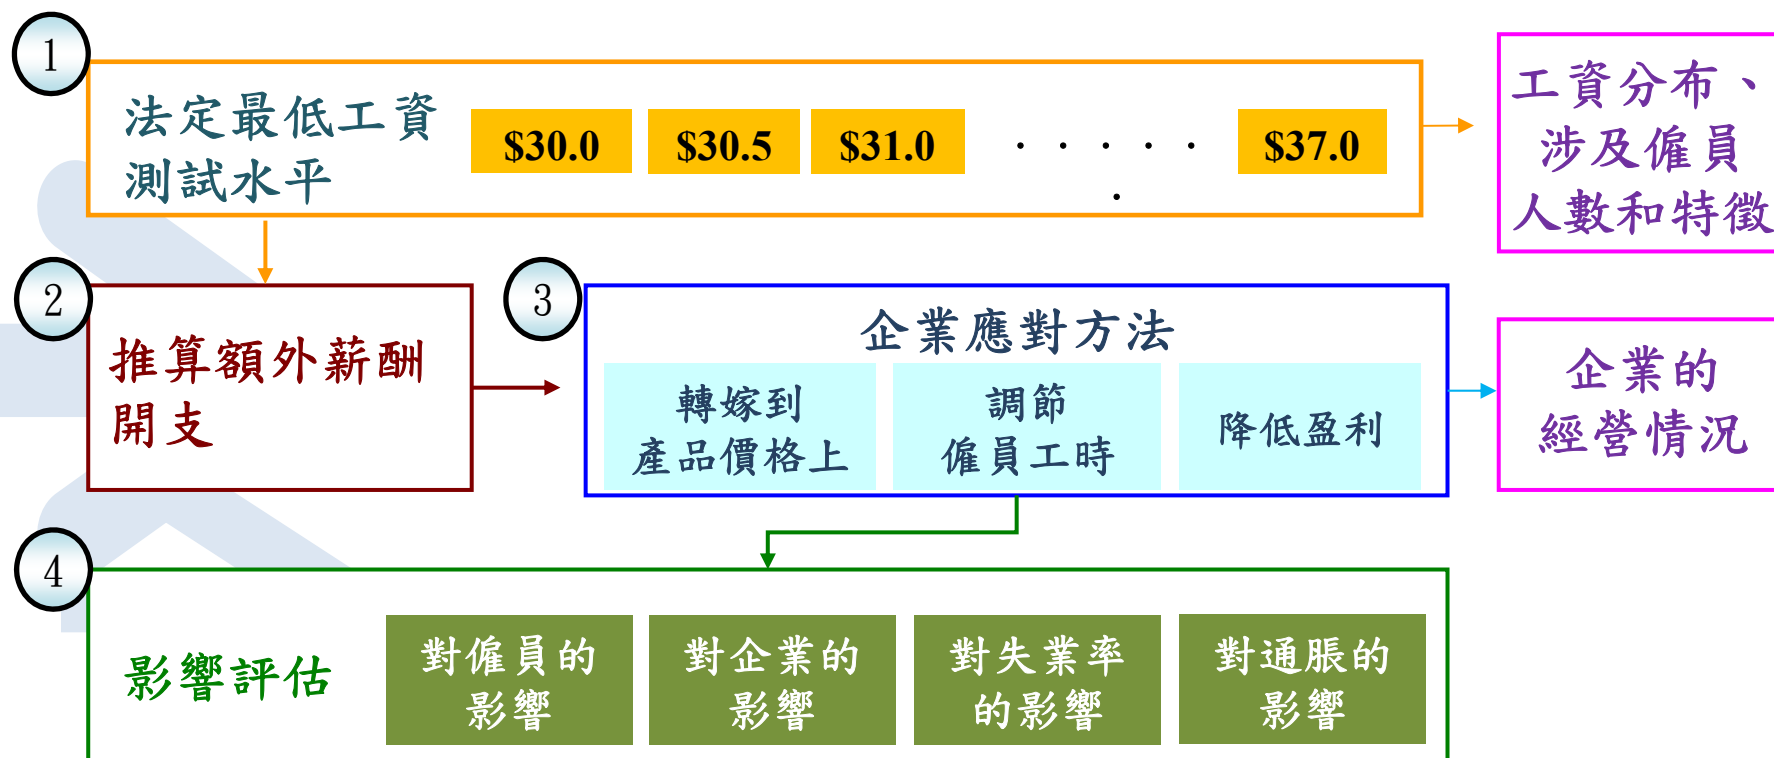 1
法定最低工資
測試水平
$30.0 $30.5 $31.0 · · · · · · $37.0
工資分布、
涉及僱員
人數和特徵
2
推算額外薪酬
開支
3
企業應對方法
轉嫁到
產品價格上
調節
僱員工時
降低盈利
企業的
經營情況
4
影響評估
對僱員的
影響
對企業的
影響
對失業率
的影響
對通脹的
影響